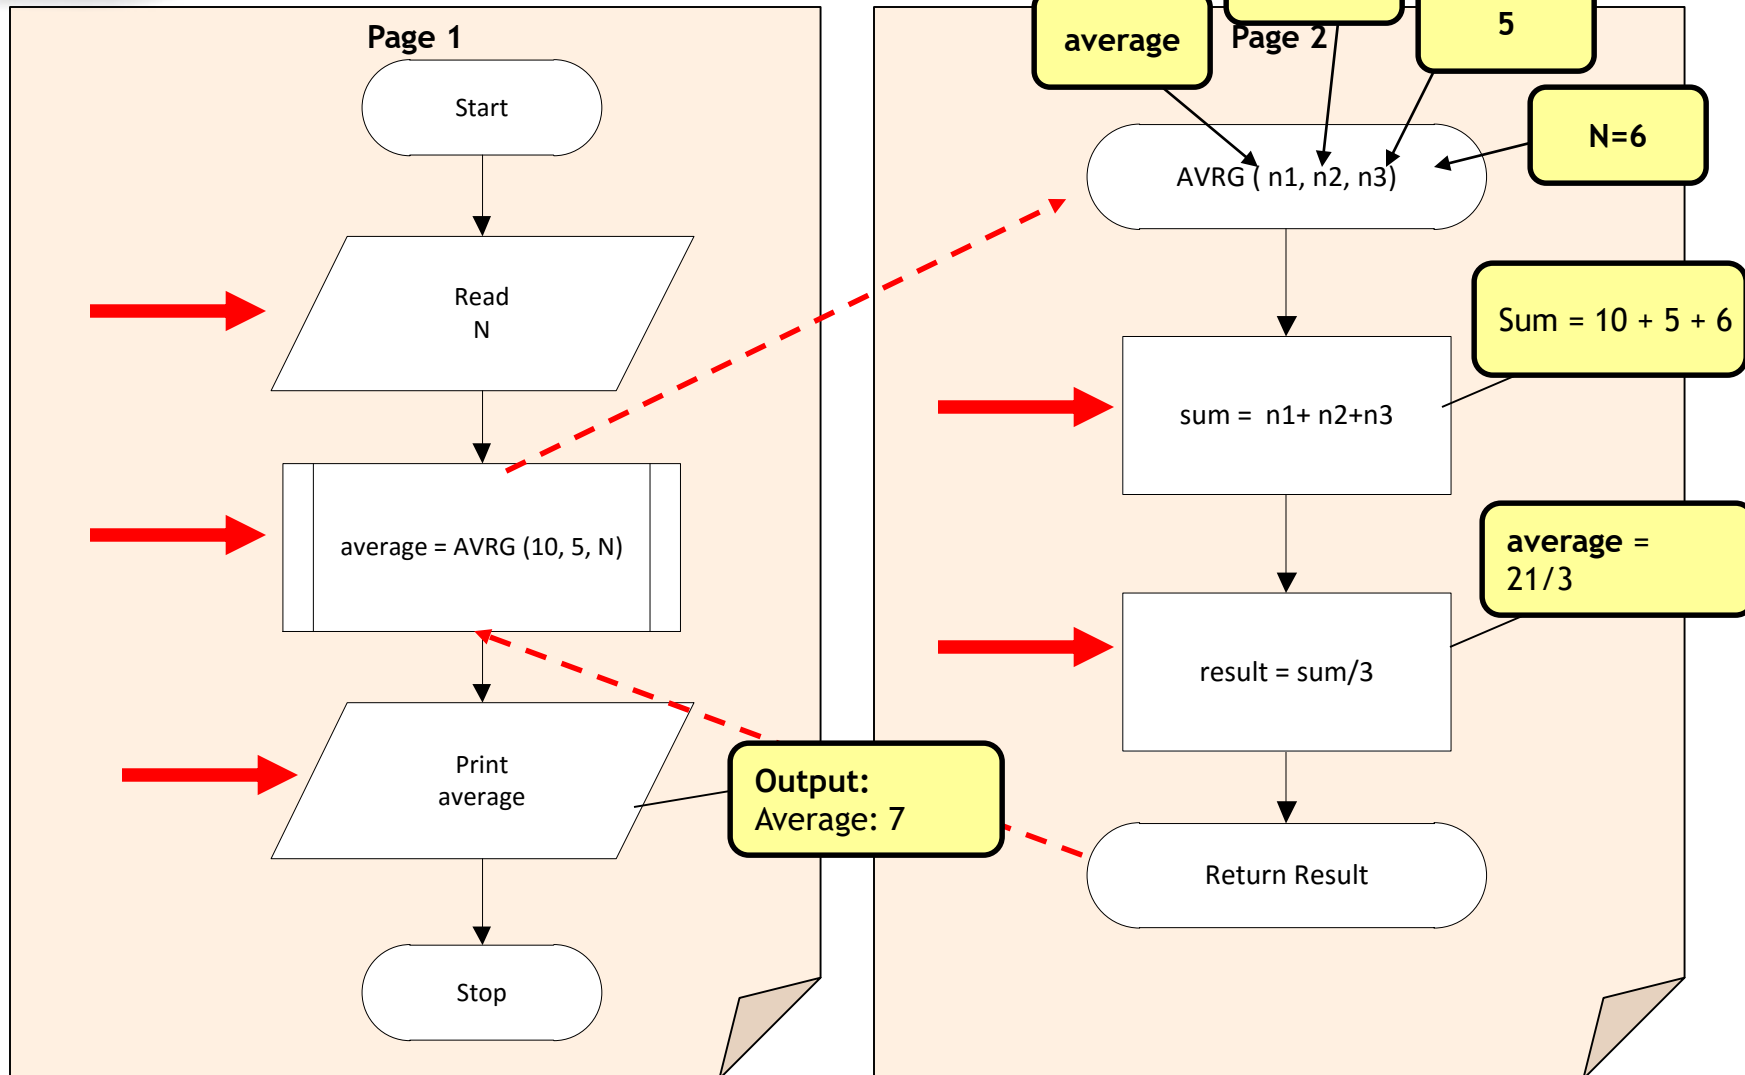 Page 1
Start
Read
N
average = AVRG (10, 5, N)
Print
average
Stop
Output:
Average: 7
Page 2
average
5
N=6
AVRG ( n1, n2, n3)
Sum = 10 + 5 + 6
sum =  n1+ n2+n3
average =
21/3
result = sum/3
Return Result